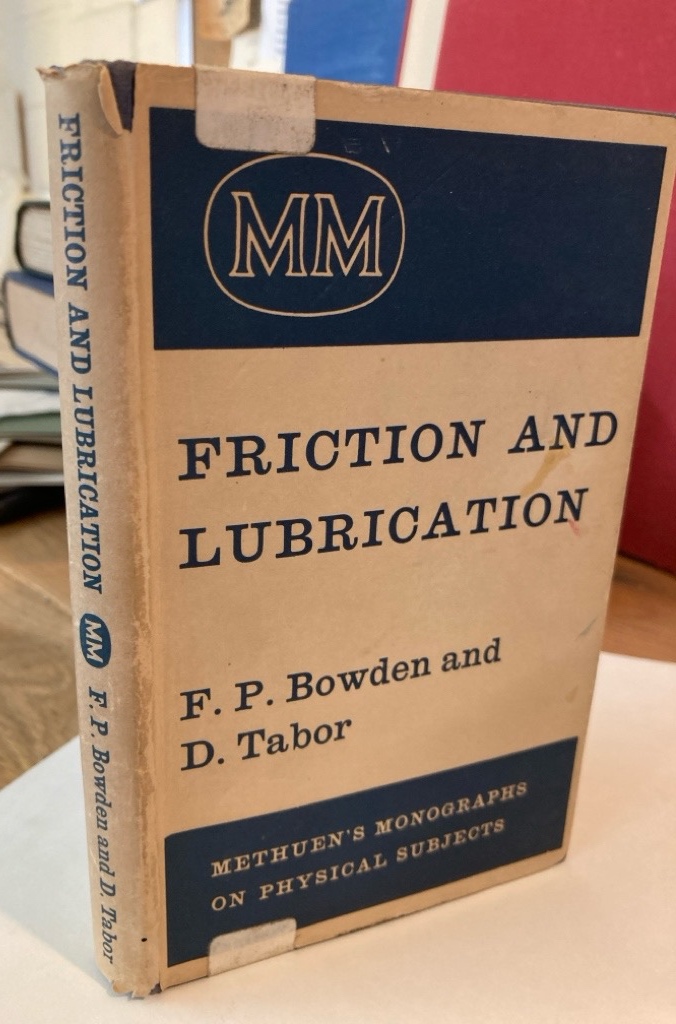 MM
FRICTION AND
LUBRICATION
F. P. Bowden and
D. Tabor
METHUEN'S MONOGRAPHS
ON PHYSICAL SUBJECTS
FRICTION AND LUBRICATION MM F. P. Bowden and D. Tabor